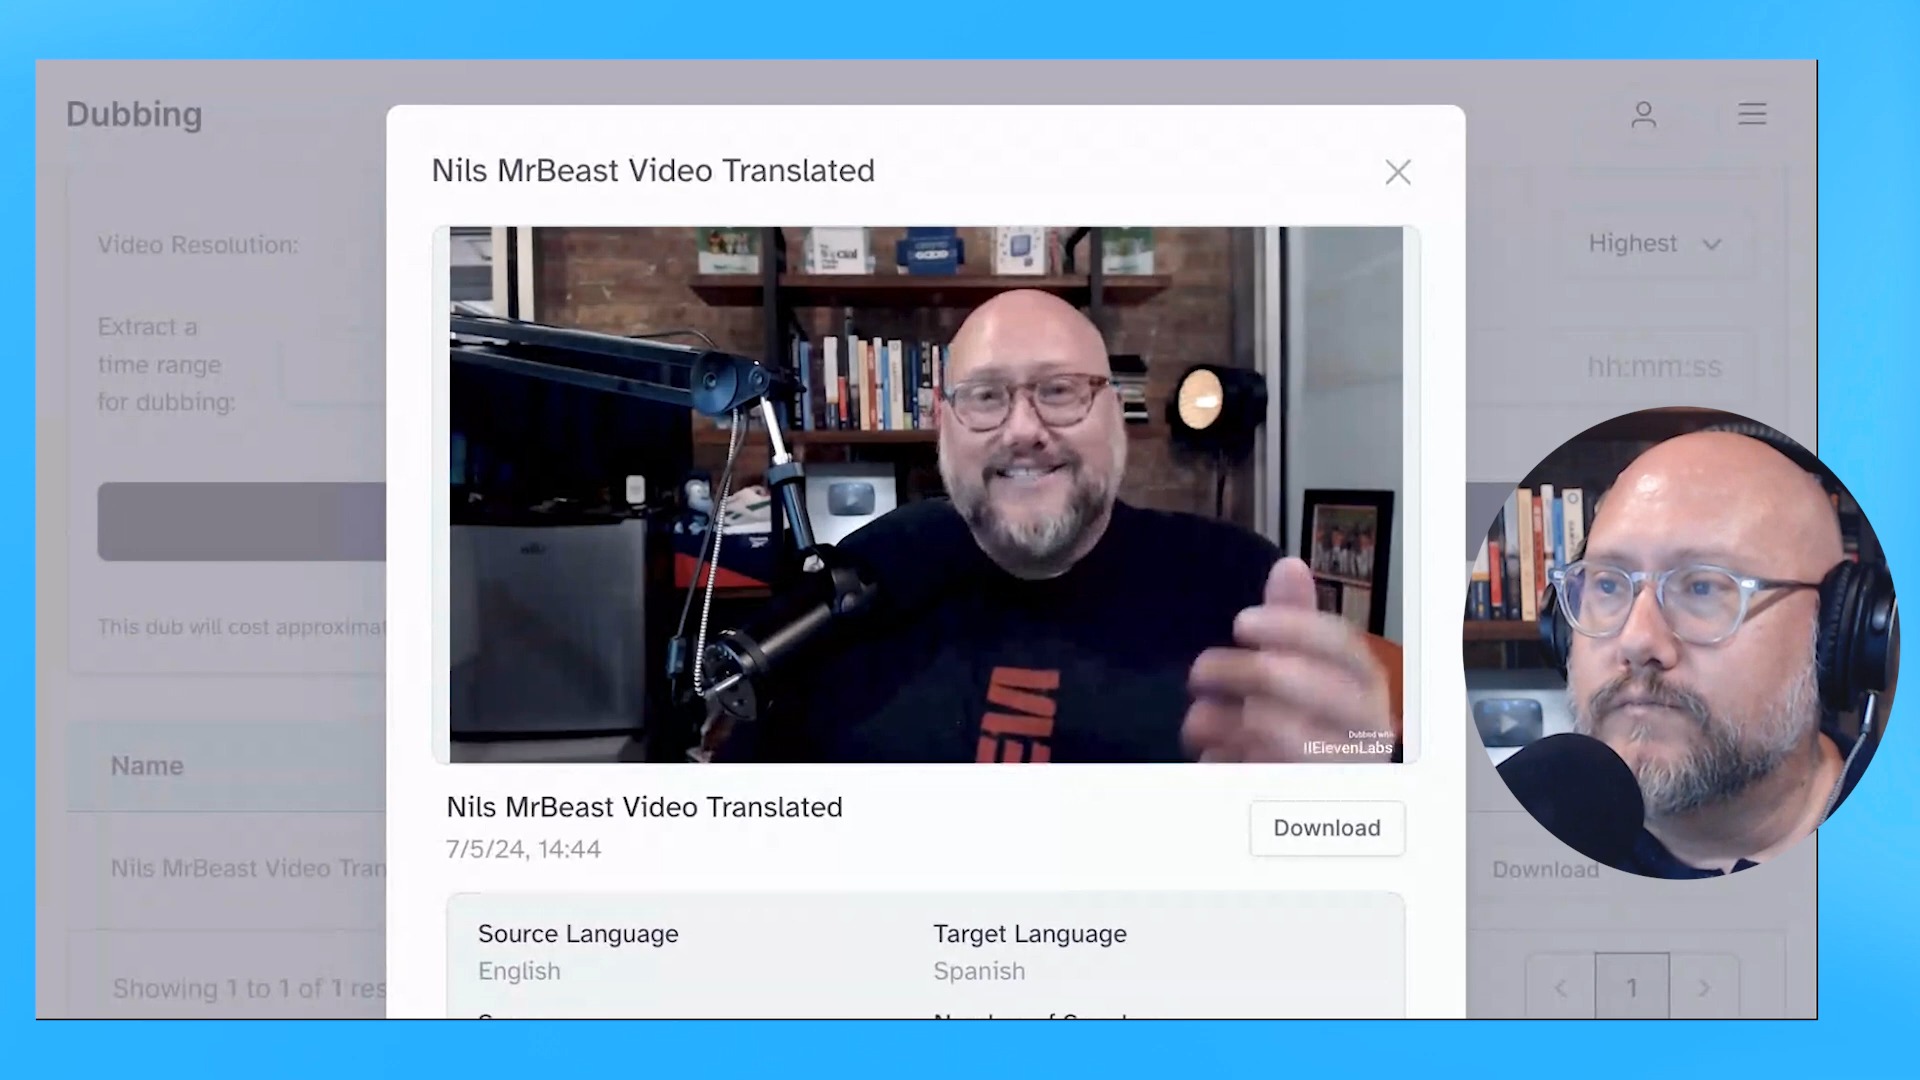 Dubbing
Nils MrBeast Video Translated
Video Resolution:
Highest
Extract a
time range
for dubbing:
hh:mm:ss
Dubbed with
IIElevenLabs
This dub will cost approximat
Nils MrBeast Video Translated
7/5/24, 14:44
Download
Name
Nils MrBeast Video Tran
Download
Source Language
English
Target Language
Spanish
Showing 1 to 1 of 1 res
1